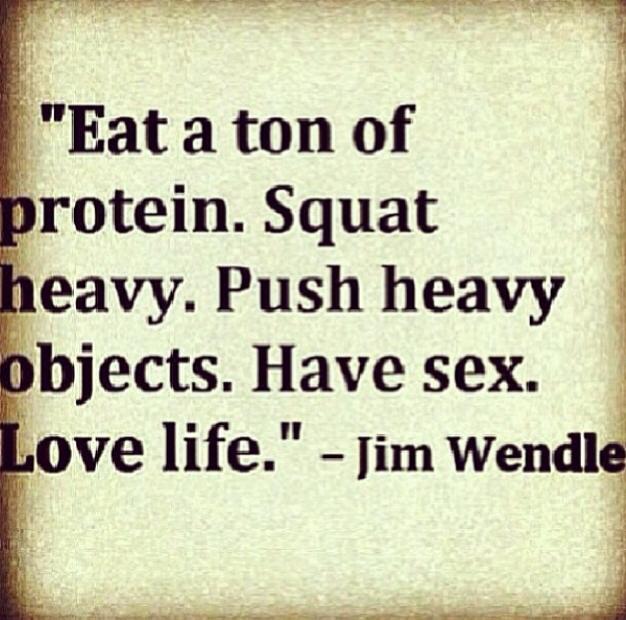 "Eat a ton of
protein. Squat
heavy. Push heavy
objects. Have sex.
Love life." – Jim Wendle